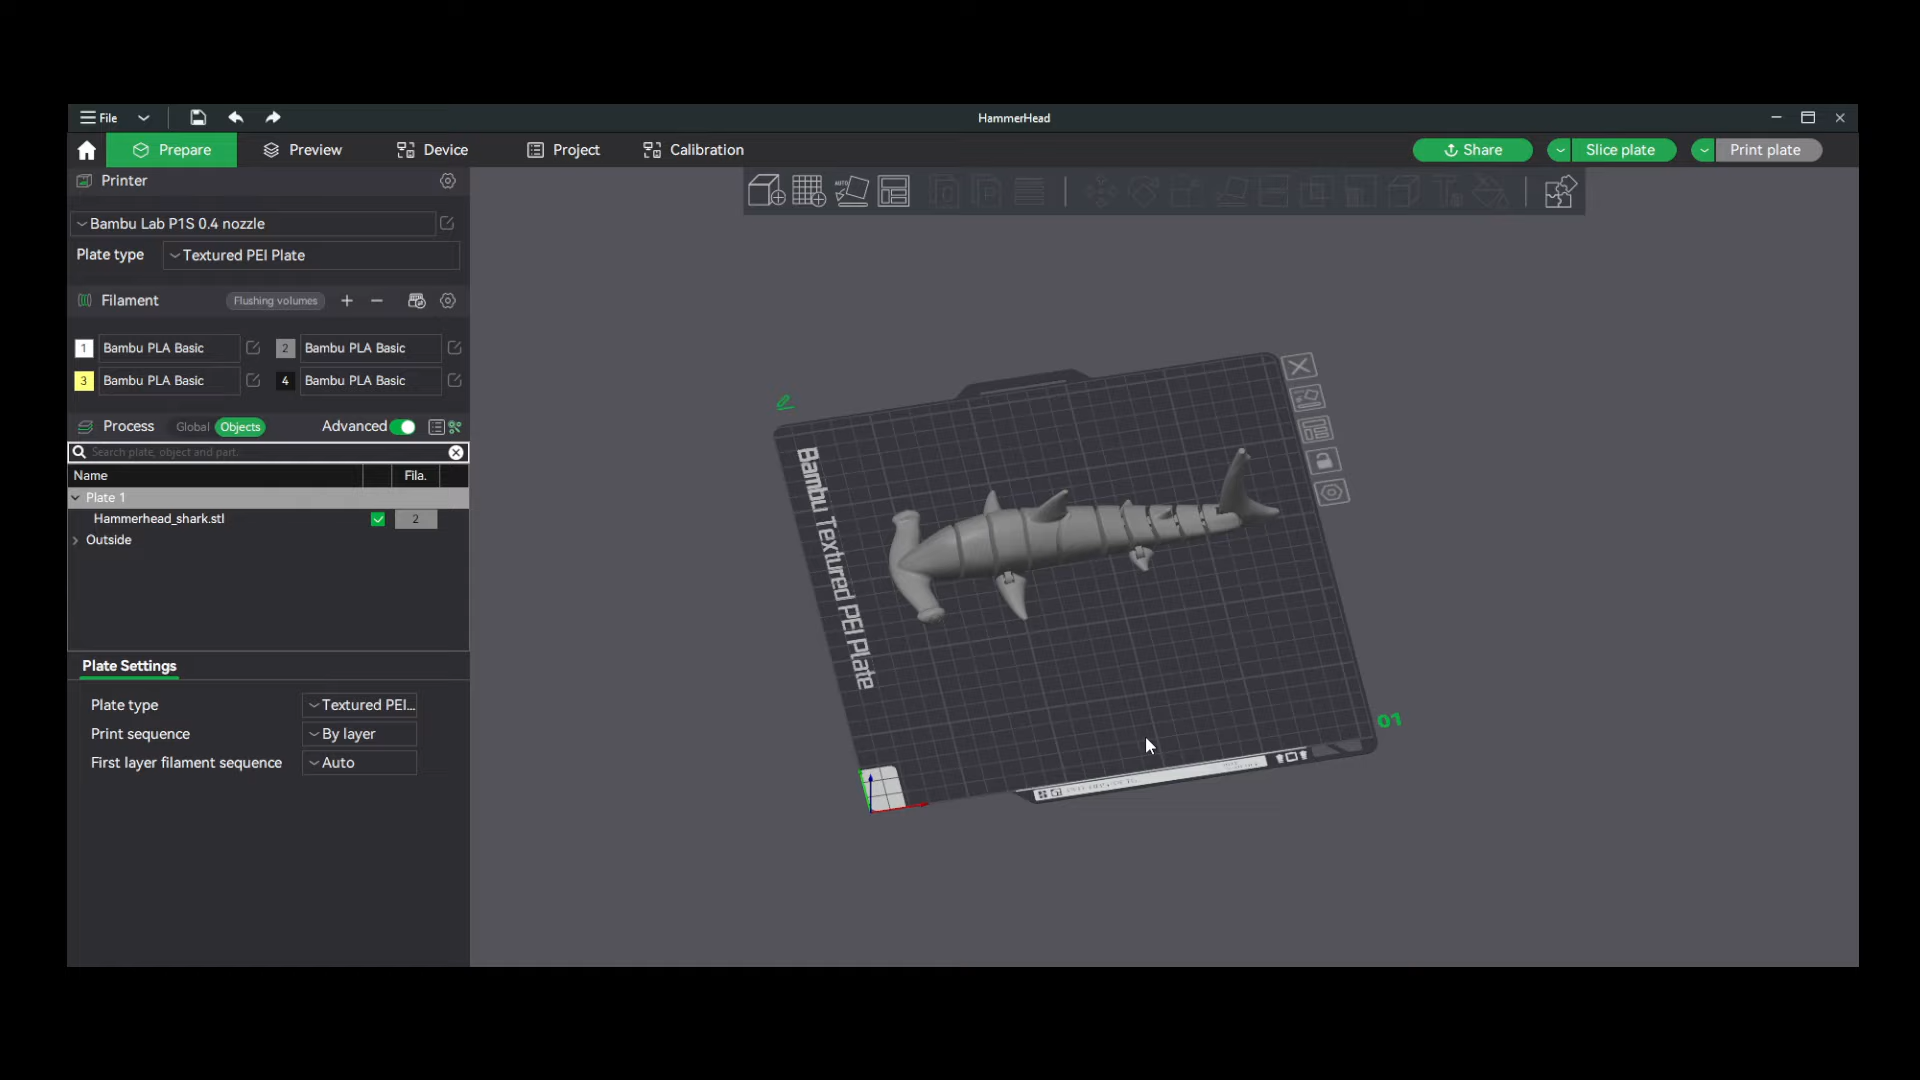 File
HammerHead
Prepare
Preview
Device
Project
Calibration
Share
Slice plate
Print plate
Printer
Bambu Lab P1S 0.4 nozzle
Plate type
Textured PEI Plate
Filament
Flushing volumes
1
Bambu PLA Basic
2
Bambu PLA Basic
3
Bambu PLA Basic
4
Bambu PLA Basic
Process
Global
Objects
Advanced
Search plate, object and part.
Name
Fila.
Plate 1
Hammerhead_shark.stl
2
Outside
Plate Settings
Plate type
Textured PEI...
Print sequence
By layer
First layer filament sequence
Auto
AUTO
Bambu Textured PEI Plate
01